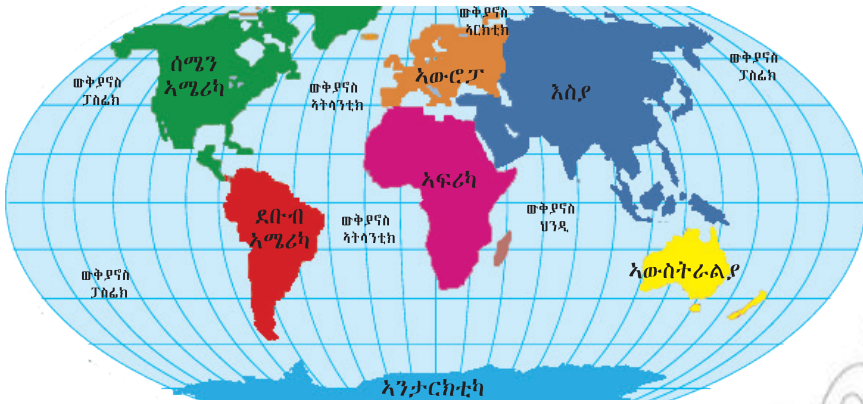 ውቅያኖስ
ኣርክቲክ
ሰሜን
ኣሜሪካ
ኣውሮፓ
ውቅያኖስ
ፓስፊክ
ውቅያኖስ
ፓስፊክ
ውቅያኖስ
ኣትላንቲክ
እስያ
ኣፍሪካ
ደቡብ
ኣሜሪካ
ውቅያኖስ
ኣትላንቲክ
ውቅያኖስ
ህንዲ
ኣውስትራልያ
ውቅያኖስ
ፓስፊክ
ኣንታርክቲካ